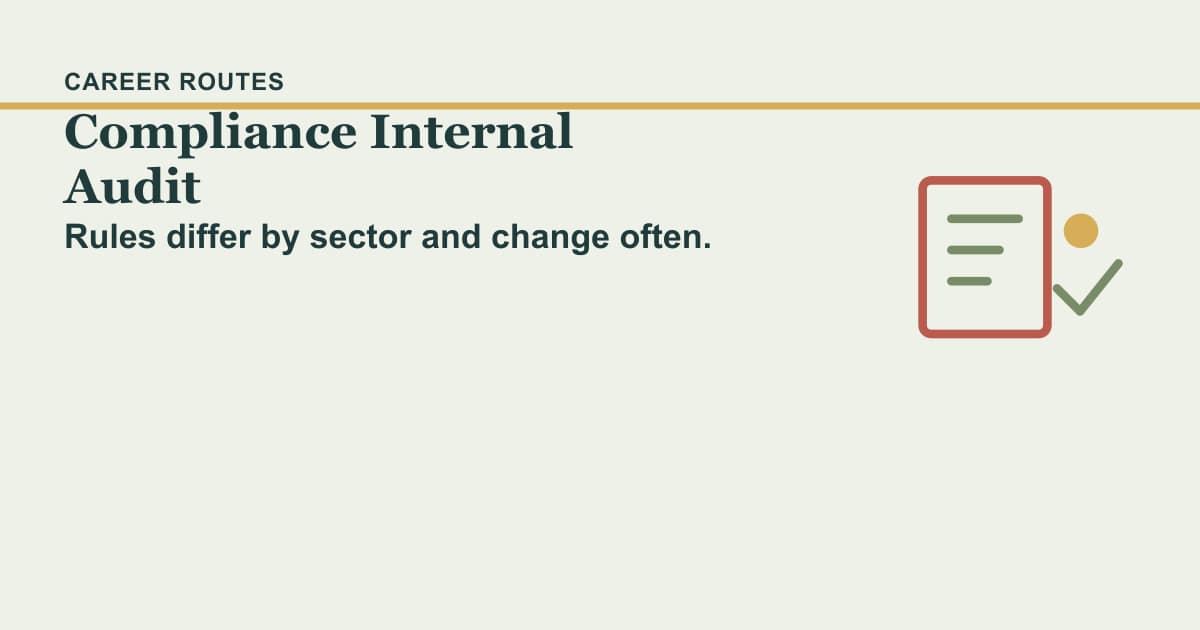 CAREER ROUTES
Compliance Internal
Audit
Rules differ by sector and change often.